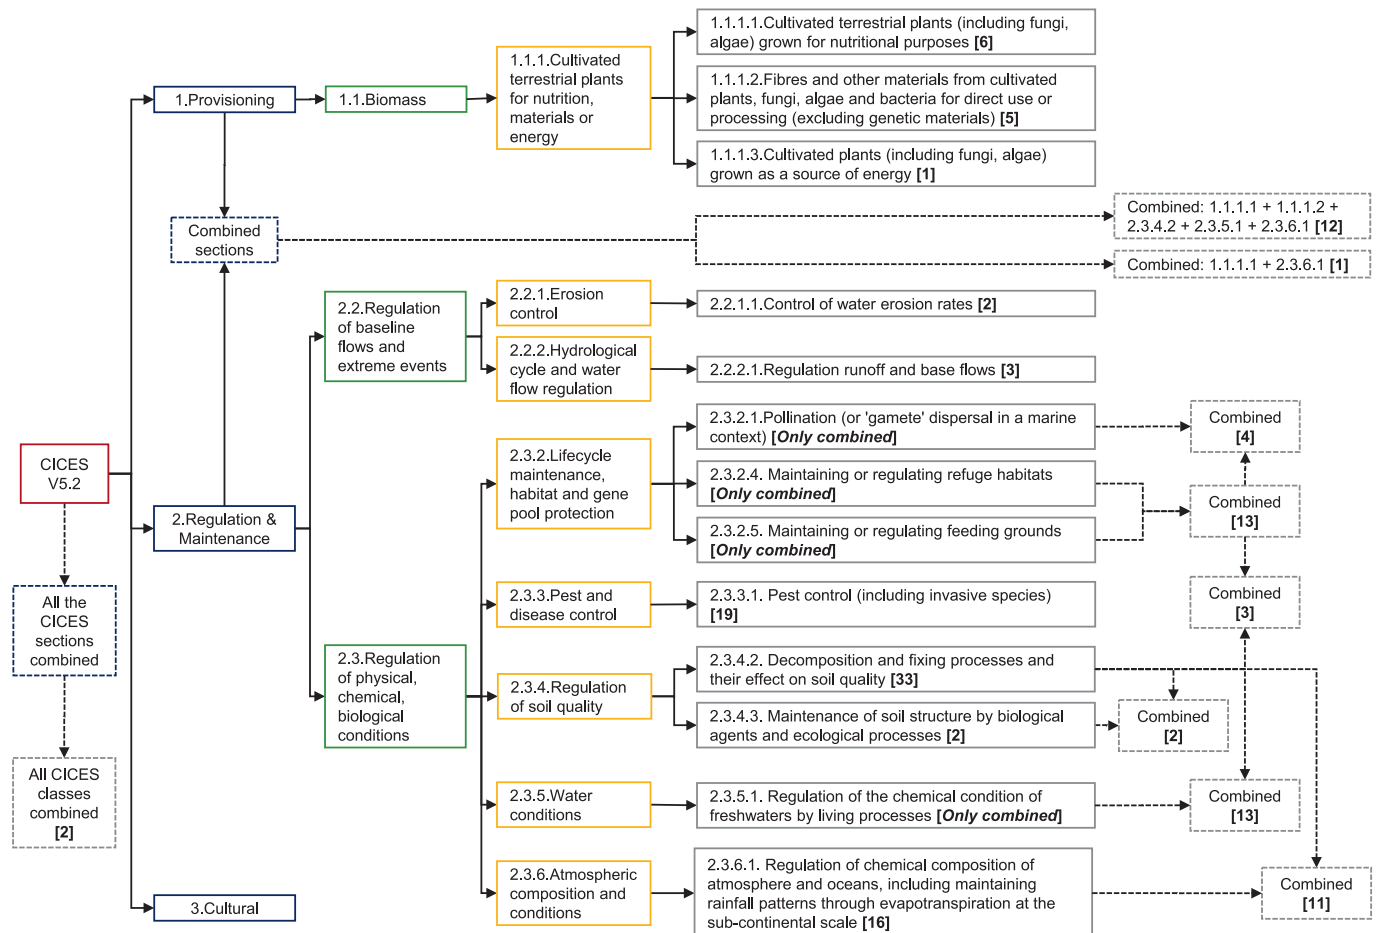 1.1.1.1.Cultivated terrestrial plants (including fungi,
algae) grown for nutritional purposes [6]
1.Provisioning
1.1.Biomass
1.1.1.Cultivated
terrestrial plants
for nutrition,
materials or
energy
1.1.1.2.Fibres and other materials from cultivated
plants, fungi, algae and bacteria for direct use or
processing (excluding genetic materials) [5]
1.1.1.3.Cultivated plants (including fungi, algae)
grown as a source of energy [1]
Combined
sections
Combined: 1.1.1.1 + 1.1.1.2 +
2.3.4.2 + 2.3.5.1 + 2.3.6.1 [12]
Combined: 1.1.1.1 + 2.3.6.1 [1]
2.2.Regulation
of baseline
flows and
extreme events
2.2.1.Erosion
control
2.2.1.1.Control of water erosion rates [2]
2.2.2.Hydrological
cycle and water
flow regulation
2.2.2.1.Regulation runoff and base flows [3]
CICES
V5.2
2.Regulation &
Maintenance
2.3.2.Lifecycle
maintenance,
habitat and gene
pool protection
2.3.2.1.Pollination (or 'gamete' dispersal in a marine
context) [Only combined]
Combined
[4]
2.3.2.4. Maintaining or regulating refuge habitats
[Only combined]
Combined
[13]
2.3.2.5. Maintaining or regulating feeding grounds
[Only combined]
All the
CICES
sections
combined
2.3.3.Pest and
disease control
2.3.3.1. Pest control (including invasive species)
[19]
Combined
[3]
2.3.Regulation
of physical,
chemical,
biological
conditions
2.3.4.Regulation
of soil quality
2.3.4.2. Decomposition and fixing processes and
their effect on soil quality [33]
2.3.4.3. Maintenance of soil structure by biological
agents and ecological processes [2]
Combined
[2]
All CICES
classes
combined
[2]
2.3.5.Water
conditions
2.3.5.1. Regulation of the chemical condition of
freshwaters by living processes [Only combined]
Combined
[13]
3.Cultural
2.3.6.Atmospheric
composition and
conditions
2.3.6.1. Regulation of chemical composition of
atmosphere and oceans, including maintaining
rainfall patterns through evapotranspiration at the
sub-continental scale [16]
Combined
[11]